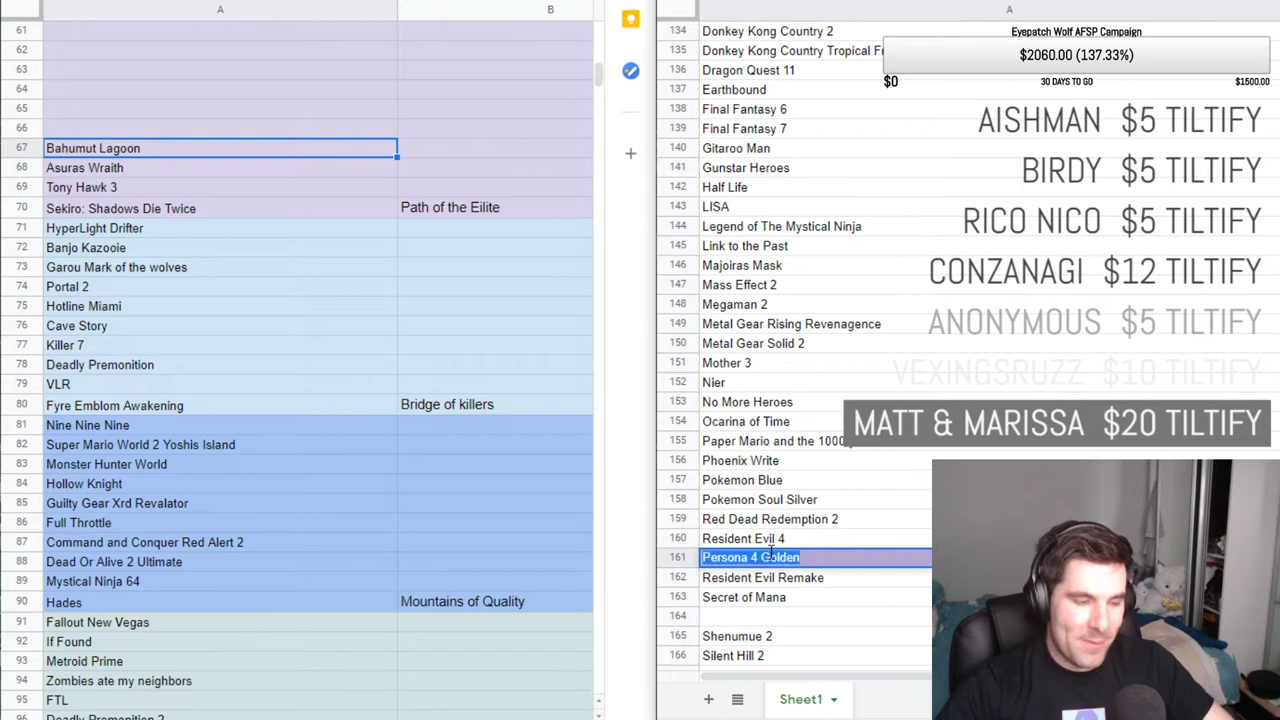 A
B
61
62
63
64
65
66
67 Bahumut Lagoon
68 Asuras Wraith
69 Tony Hawk 3
70 Sekiro: Shadows Die Twice Path of the Eilite
71 HyperLight Drifter
72 Banjo Kazooie
73 Garou Mark of the wolves
74 Portal 2
75 Hotline Miami
76 Cave Story
77 Killer 7
78 Deadly Premonition
79 VLR
80 Fyre Emblom Awakening Bridge of killers
81 Nine Nine Nine
82 Super Mario World 2 Yoshis Island
83 Monster Hunter World
84 Hollow Knight
85 Guilty Gear Xrd Revalator
86 Full Throttle
87 Command and Conquer Red Alert 2
88 Dead Or Alive 2 Ultimate
89 Mystical Ninja 64
90 Hades Mountains of Quality
91 Fallout New Vegas
92 If Found
93 Metroid Prime
94 Zombies ate my neighbors
95 FTL
96 Deadly Premonition 2
A
134 Donkey Kong Country 2
135 Donkey Kong Country Tropical
136 Dragon Quest 11
137 Earthbound
138 Final Fantasy 6
139 Final Fantasy 7
140 Gitaroo Man
141 Gunstar Heroes
142 Half Life
143 LISA
144 Legend of The Mystical Ninja
145 Link to the Past
146 Majoiras Mask
147 Mass Effect 2
148 Megaman 2
149 Metal Gear Rising Revenagence
150 Metal Gear Solid 2
151 Mother 3
152 Nier
153 No More Heroes
154 Ocarina of Time
155 Paper Mario and the 1000
156 Phoenix Write
157 Pokemon Blue
158 Pokemon Soul Silver
159 Red Dead Redemption 2
160 Resident Evil 4
161 Persona 4 Golden
162 Resident Evil Remake
163 Secret of Mana
164
165 Shenumue 2
166 Silent Hill 2
Sheet1
Eyepatch Wolf AFSP Campaign
$2060.00 (137.33%)
$0 30 DAYS TO GO $1500.00
AISHMAN $5 TILTIFY
BIRDY $5 TILTIFY
RICO NICO $5 TILTIFY
CONZANAGI $12 TILTIFY
ANONYMOUS $5 TILTIFY
VEXINGSRUZZ $10 TILTIFY
MATT & MARISSA $20 TILTIFY